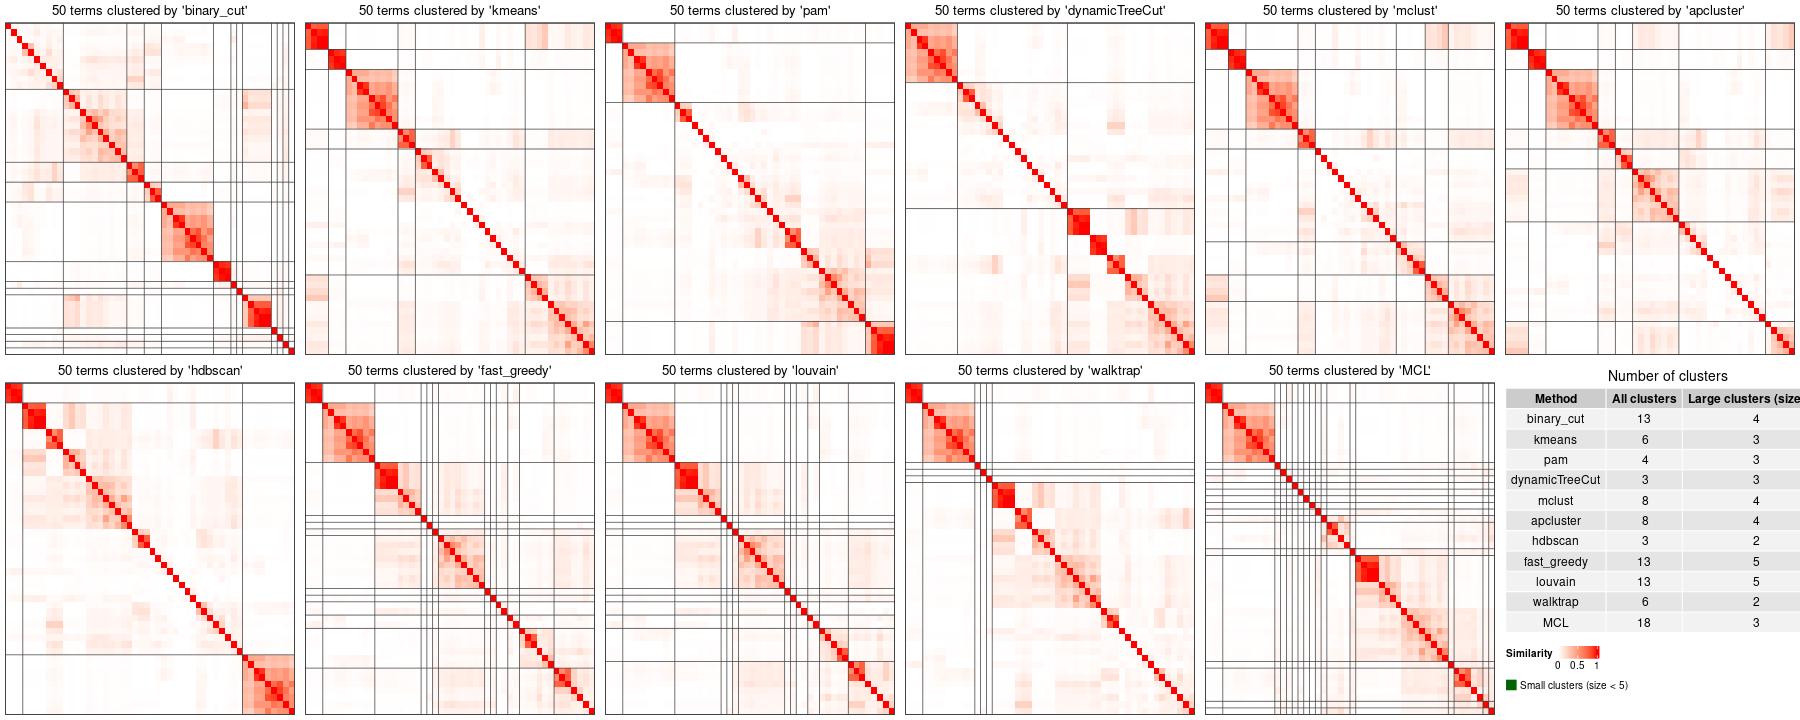 50 terms clustered by 'binary_cut'
50 terms clustered by 'kmeans'
50 terms clustered by 'pam'
50 terms clustered by 'dynamicTreeCut'
50 terms clustered by 'mclust'
50 terms clustered by 'apcluster'
50 terms clustered by 'hdbscan'
50 terms clustered by 'fast_greedy'
50 terms clustered by 'louvain'
50 terms clustered by 'walktrap'
50 terms clustered by 'MCL'
Number of clusters
Method All clusters Large clusters (size
binary_cut 13 4
kmeans 6 3
pam 4 3
dynamicTreeCut 3 3
mclust 8 4
apcluster 8 4
hdbscan 3 2
fast_greedy 13 5
louvain 13 5
walktrap 6 2
MCL 18 3
Similarity
0 0.5 1
Small clusters (size < 5)